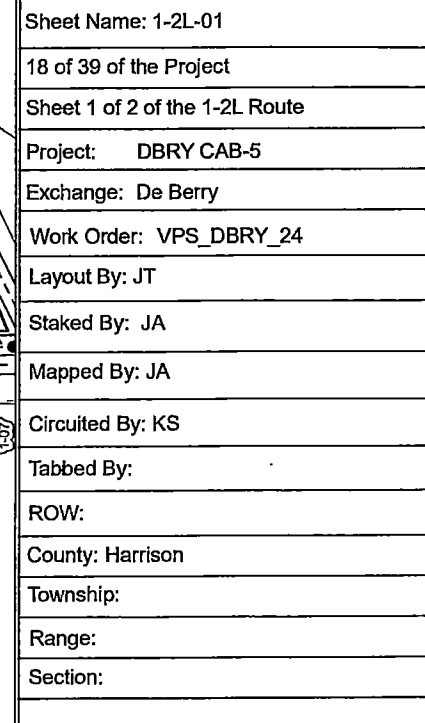 Sheet Name: 1-2L-01
18 of 39 of the Project
Sheet 1 of 2 of the 1-2L Route
Project: DBRY CAB-5
Exchange: De Berry
Work Order: VPS_DBRY_24
Layout By: JT
Staked By: JA
Mapped By: JA
Circuited By: KS
1-07
Tabbed By:
ROW:
County: Harrison
Township:
Range:
Section: